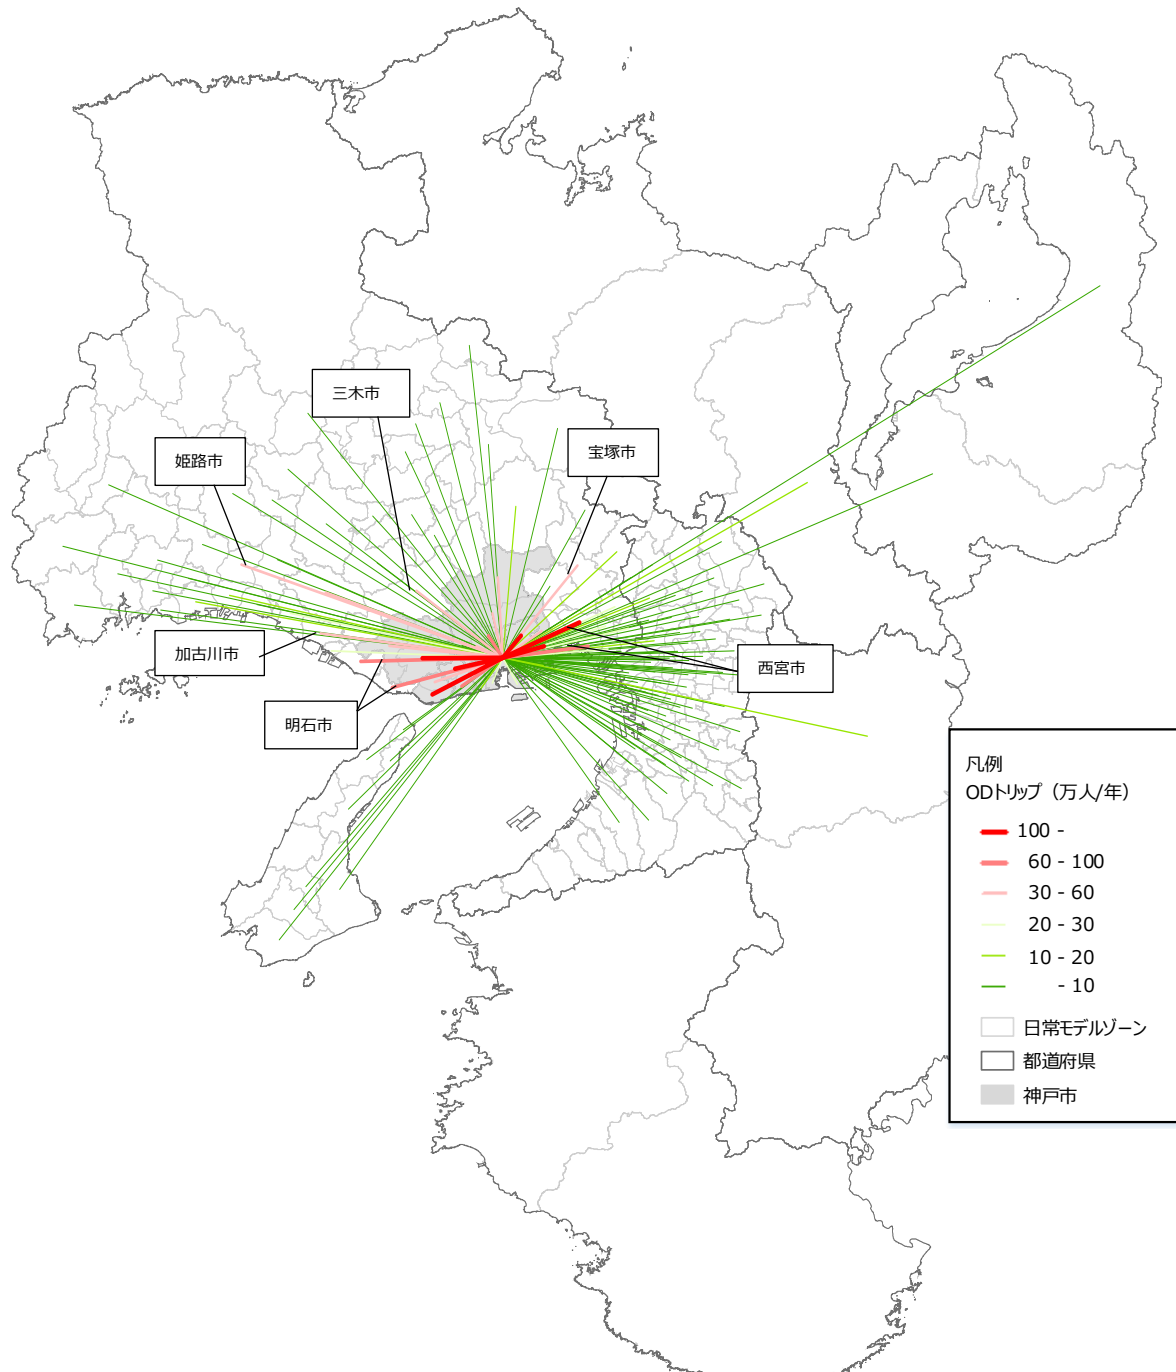 三木市
宝塚市
姫路市
加古川市
西宮市
明石市
凡例
ODトリップ（万人/年）
100 -
60 - 100
30 - 60
20 - 30
10 - 20
- 10
日常モデルゾーン
都道府県
神戸市